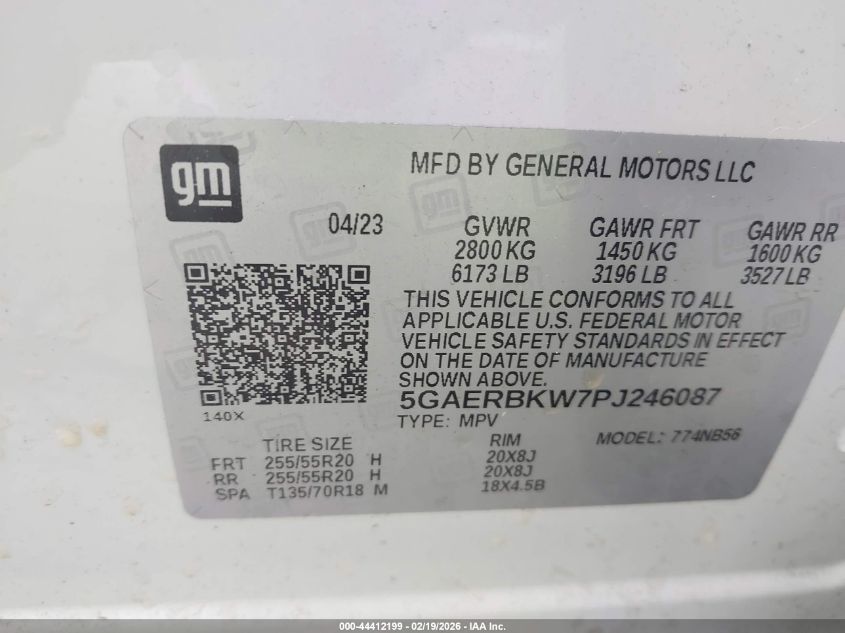 gm
MFD BY GENERAL MOTORS LLC
04/23
GVWR GAWR FRT GAWR RR
2800 KG 1450 KG 1600 KG
6173 LB 3196 LB 3527 LB
THIS VEHICLE CONFORMS TO ALL
APPLICABLE U.S. FEDERAL MOTOR
VEHICLE SAFETY STANDARDS IN EFFECT
ON THE DATE OF MANUFACTURE
SHOWN ABOVE.
5GAERBKW7PJ246087
140X
TYPE: MPV MODEL: 774NB56
TIRE SIZE RIM
FRT 255/55R20 H 20X8J
RR 255/55R20 H 20X8J
SPA T135/70R18 M 18X4.5B
000-44412199 - 02/19/2026 - IAA Inc.